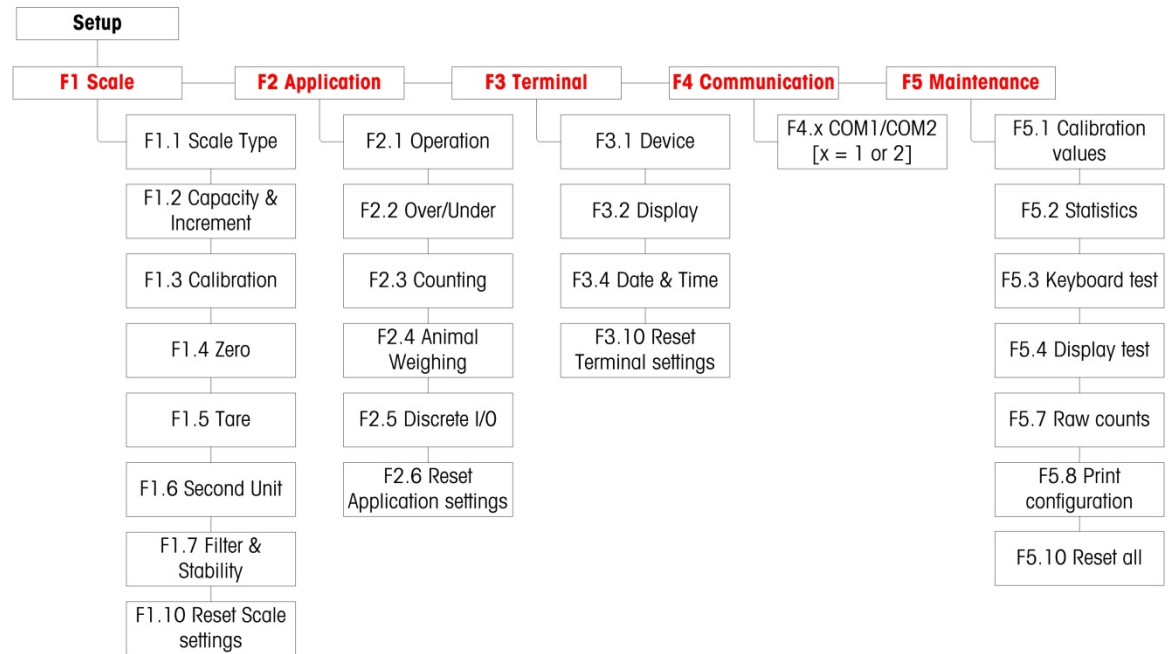 Setup
F1 Scale
F2 Application
F3 Terminal
F4 Communication
F5 Maintenance
F1.1 Scale Type
F1.2 Capacity &
Increment
F1.3 Calibration
F1.4 Zero
F1.5 Tare
F1.6 Second Unit
F1.7 Filter &
Stability
F1.10 Reset Scale
settings
F2.1 Operation
F2.2 Over/Under
F2.3 Counting
F2.4 Animal
Weighing
F2.5 Discrete I/O
F2.6 Reset
Application settings
F3.1 Device
F3.2 Display
F3.4 Date & Time
F3.10 Reset
Terminal settings
F4.x COM1/COM2
[x = 1 or 2]
F5.1 Calibration
values
F5.2 Statistics
F5.3 Keyboard test
F5.4 Display test
F5.7 Raw counts
F5.8 Print
configuration
F5.10 Reset all